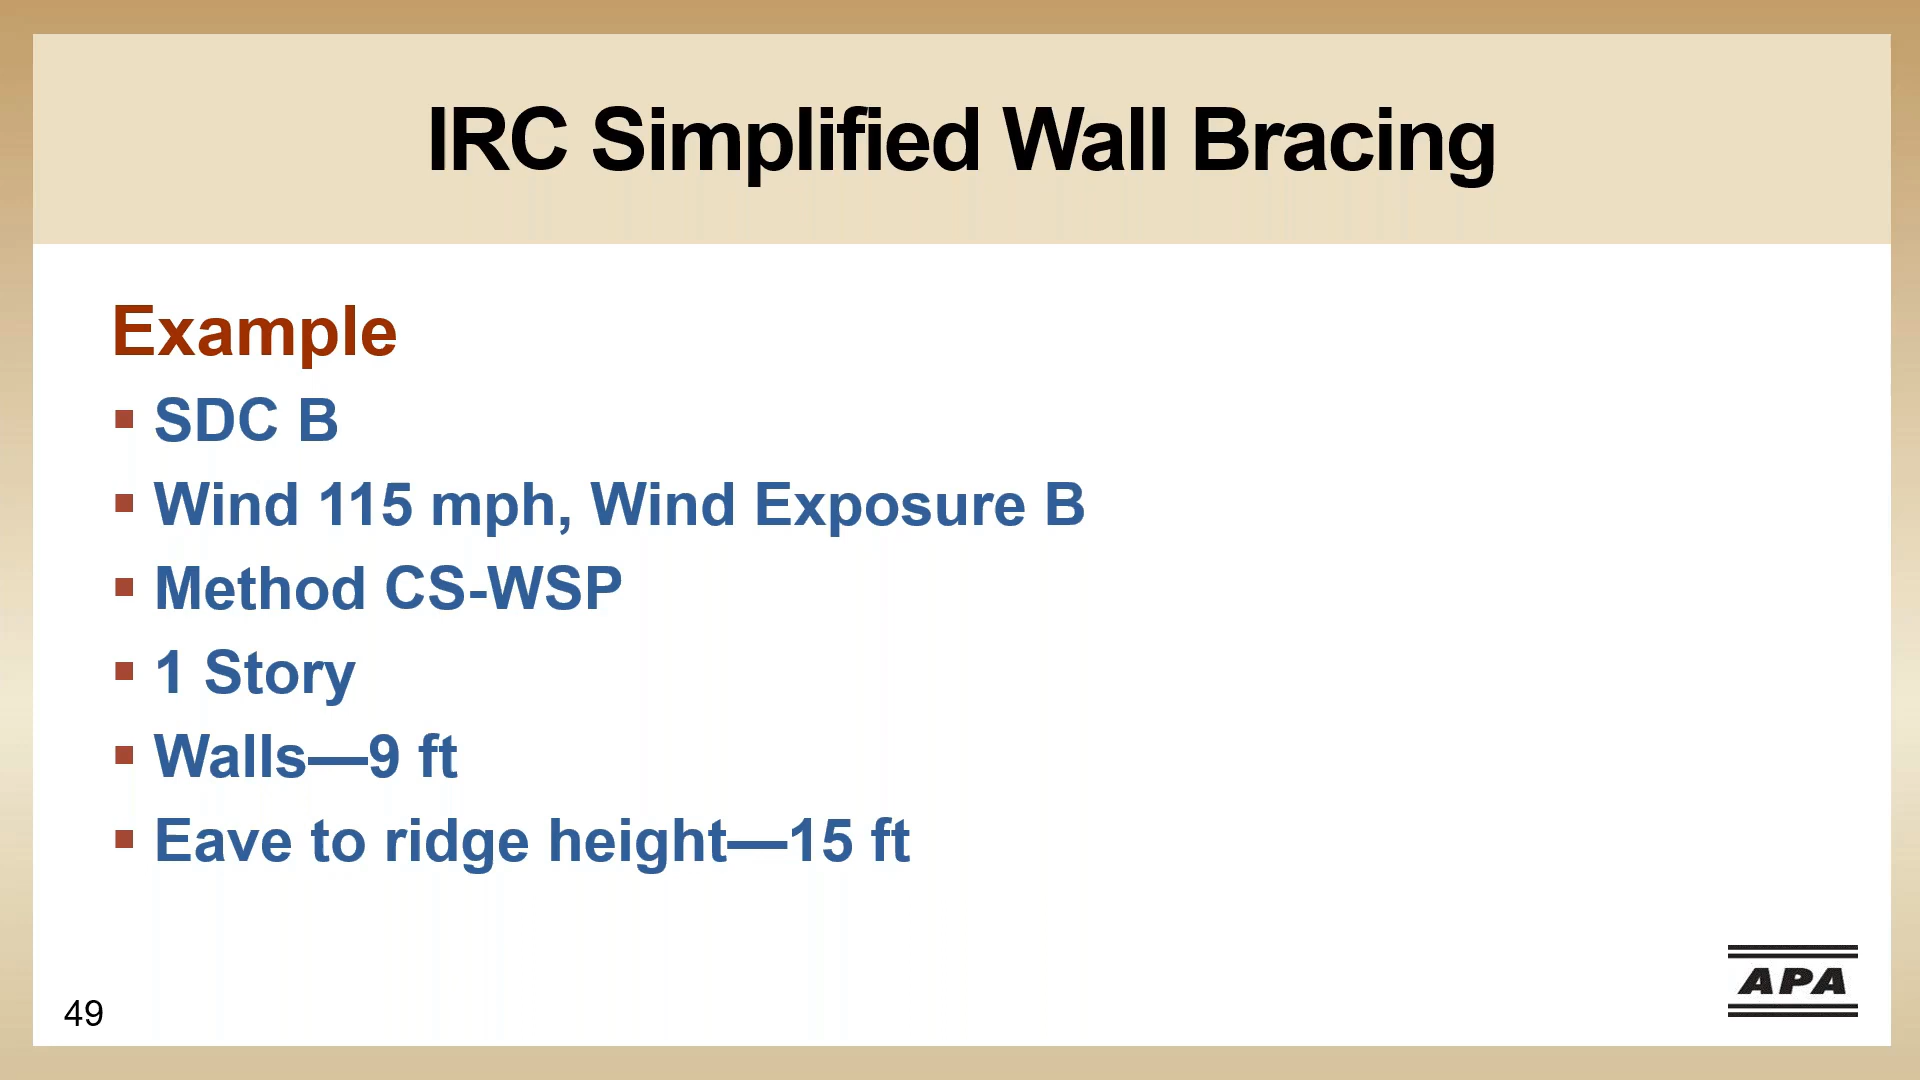 IRC Simplified Wall Bracing
Example
▪ SDC B
▪ Wind 115 mph, Wind Exposure B
▪ Method CS-WSP
▪ 1 Story
▪ Walls—9 ft
▪ Eave to ridge height—15 ft
APA
49